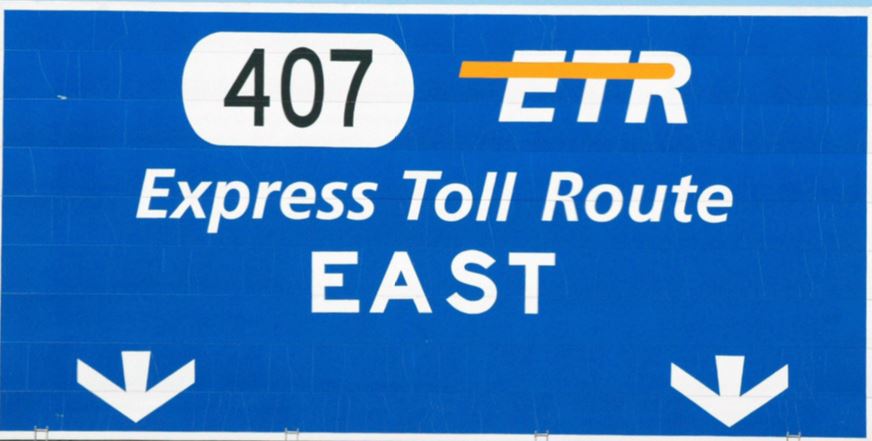 407 ETR
Express Toll Route
EAST